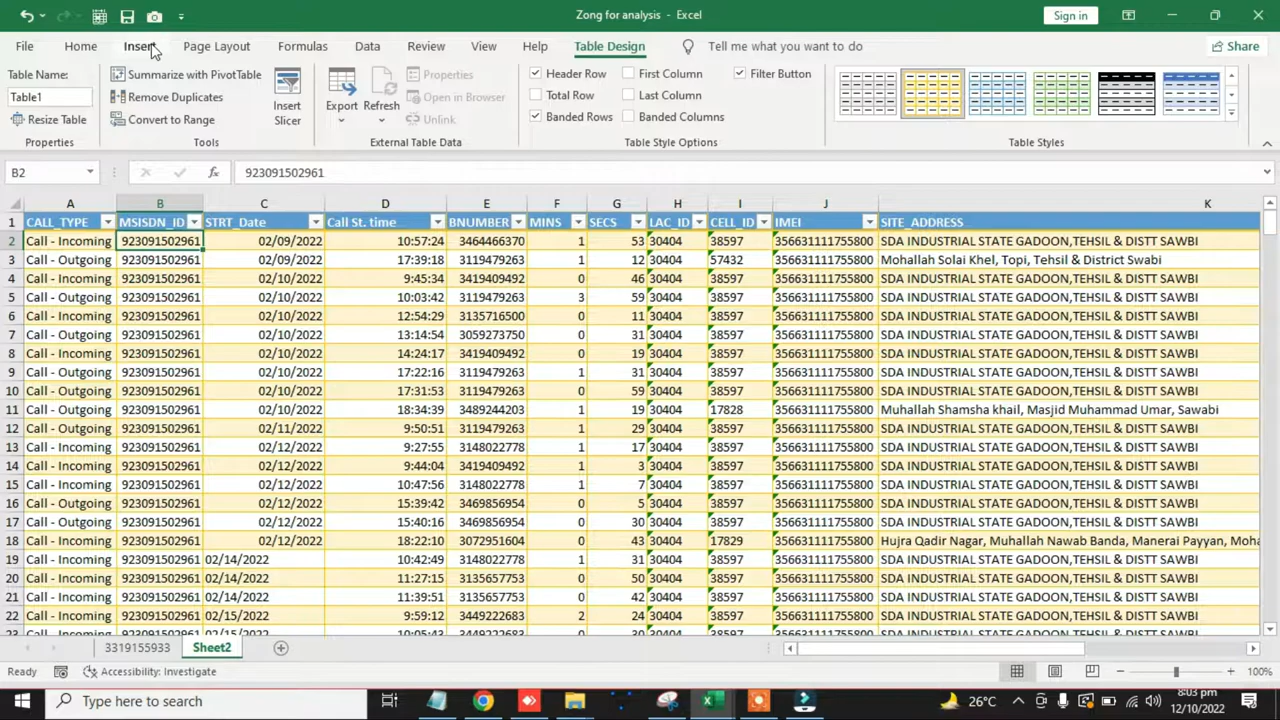 Zong for analysis - Excel
Sign in
File Home Insert Page Layout Formulas Data Review View Help Table Design Tell me what you want to do Share
Table Name:
Table1
Resize Table
Properties
Summarize with PivotTable
Remove Duplicates
Convert to Range
Tools
Insert
Slicer
Export Refresh
Properties
Open in Browser
Unlink
External Table Data
Header Row First Column Filter Button
Total Row Last Column
Banded Rows Banded Columns
Table Style Options
Table Styles
B2 fx 923091502961
A B C D E F G H I J K
1 CALL_TYPE MSISDN_ID STRT_Date Call St. time BNUMBER MINS SECS LAC_ID CELL_ID IMEI SITE_ADDRESS
2 Call - Incoming 923091502961 02/09/2022 10:57:24 3464466370 1 53 30404 38597 356631111755800 SDA INDUSTRIAL STATE GADOON,TEHSIL & DISTT SAWBI
3 Call - Outgoing 923091502961 02/09/2022 17:39:18 3119479263 1 12 30404 57432 356631111755800 Mohallah Solai Khel, Topi, Tehsil & District Swabi
4 Call - Incoming 923091502961 02/10/2022 9:45:34 3419409492 0 46 30404 38597 356631111755800 SDA INDUSTRIAL STATE GADOON,TEHSIL & DISTT SAWBI
5 Call - Outgoing 923091502961 02/10/2022 10:03:42 3119479263 3 59 30404 38597 356631111755800 SDA INDUSTRIAL STATE GADOON,TEHSIL & DISTT SAWBI
6 Call - Incoming 923091502961 02/10/2022 12:54:29 3135716500 0 11 30404 38597 356631111755800 SDA INDUSTRIAL STATE GADOON,TEHSIL & DISTT SAWBI
7 Call - Outgoing 923091502961 02/10/2022 13:14:54 3059273750 0 31 30404 38597 356631111755800 SDA INDUSTRIAL STATE GADOON,TEHSIL & DISTT SAWBI
8 Call - Incoming 923091502961 02/10/2022 14:24:17 3419409492 0 19 30404 38597 356631111755800 SDA INDUSTRIAL STATE GADOON,TEHSIL & DISTT SAWBI
9 Call - Outgoing 923091502961 02/10/2022 17:22:16 3119479263 1 31 30404 38597 356631111755800 SDA INDUSTRIAL STATE GADOON,TEHSIL & DISTT SAWBI
10 Call - Outgoing 923091502961 02/10/2022 17:31:53 3119479263 0 59 30404 38597 356631111755800 SDA INDUSTRIAL STATE GADOON,TEHSIL & DISTT SAWBI
11 Call - Outgoing 923091502961 02/10/2022 18:34:39 3489244203 1 19 30404 17828 356631111755800 Muhallah Shamsha khail, Masjid Muhammad Umar, Sawabi
12 Call - Outgoing 923091502961 02/11/2022 9:50:51 3119479263 0 29 30404 38597 356631111755800 SDA INDUSTRIAL STATE GADOON,TEHSIL & DISTT SAWBI
13 Call - Incoming 923091502961 02/12/2022 9:27:55 3148022778 1 17 30404 38597 356631111755800 SDA INDUSTRIAL STATE GADOON,TEHSIL & DISTT SAWBI
14 Call - Incoming 923091502961 02/12/2022 9:44:04 3419409492 1 3 30404 38597 356631111755800 SDA INDUSTRIAL STATE GADOON,TEHSIL & DISTT SAWBI
15 Call - Incoming 923091502961 02/12/2022 10:47:56 3148022778 1 7 30404 38597 356631111755800 SDA INDUSTRIAL STATE GADOON,TEHSIL & DISTT SAWBI
16 Call - Outgoing 923091502961 02/12/2022 15:39:42 3469856954 0 5 30404 38597 356631111755800 SDA INDUSTRIAL STATE GADOON,TEHSIL & DISTT SAWBI
17 Call - Outgoing 923091502961 02/12/2022 15:40:16 3469856954 0 30 30404 38597 356631111755800 SDA INDUSTRIAL STATE GADOON,TEHSIL & DISTT SAWBI
18 Call - Incoming 923091502961 02/12/2022 18:22:10 3072951604 0 43 30404 17829 356631111755800 Hujra Qadir Nagar, Muhallah Nawab Banda, Manerai Payyan, Moha
19 Call - Incoming 923091502961 02/14/2022 10:42:49 3148022778 1 31 30404 38597 356631111755800 SDA INDUSTRIAL STATE GADOON,TEHSIL & DISTT SAWBI
20 Call - Incoming 923091502961 02/14/2022 11:27:15 3135657753 0 50 30404 38597 356631111755800 SDA INDUSTRIAL STATE GADOON,TEHSIL & DISTT SAWBI
21 Call - Incoming 923091502961 02/14/2022 11:39:51 3135657753 0 42 30404 38597 356631111755800 SDA INDUSTRIAL STATE GADOON,TEHSIL & DISTT SAWBI
22 Call - Incoming 923091502961 02/15/2022 9:59:12 3449222683 2 24 30404 38597 356631111755800 SDA INDUSTRIAL STATE GADOON,TEHSIL & DISTT SAWBI
23 Call - Incoming 923091502961 02/15/2022 10:05:43 3135657753 0 30 30404 38597 356631111755800 SDA INDUSTRIAL STATE GADOON,TEHSIL & DISTT SAWBI
3319155933 Sheet2
Ready Accessibility: Investigate 100%
Type here to search 26°C 8:03 pm
12/10/2022